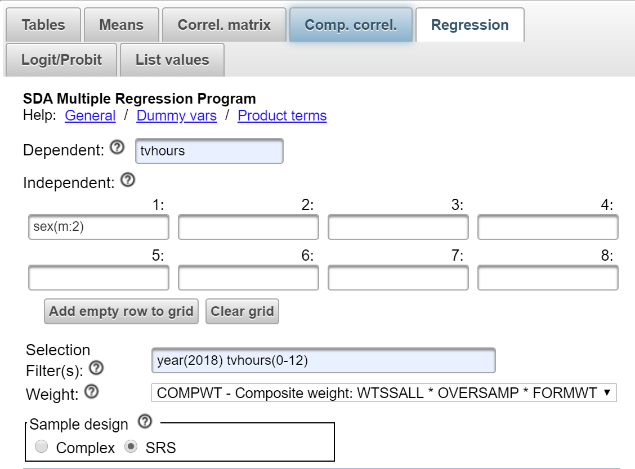 Tables Means Correl. matrix Comp. correl. Regression
Logit/Probit List values
SDA Multiple Regression Program
Help: General / Dummy vars / Product terms
Dependent: ? tvhours
Independent: ?
1: 2: 3: 4:
sex(m:2)
5: 6: 7: 8:
Add empty row to grid Clear grid
Selection
Filter(s): ? year(2018) tvhours(0-12)
Weight: ? COMPWT - Composite weight: WTSSALL * OVERSAMP * FORMWT
Sample design ?
Complex SRS